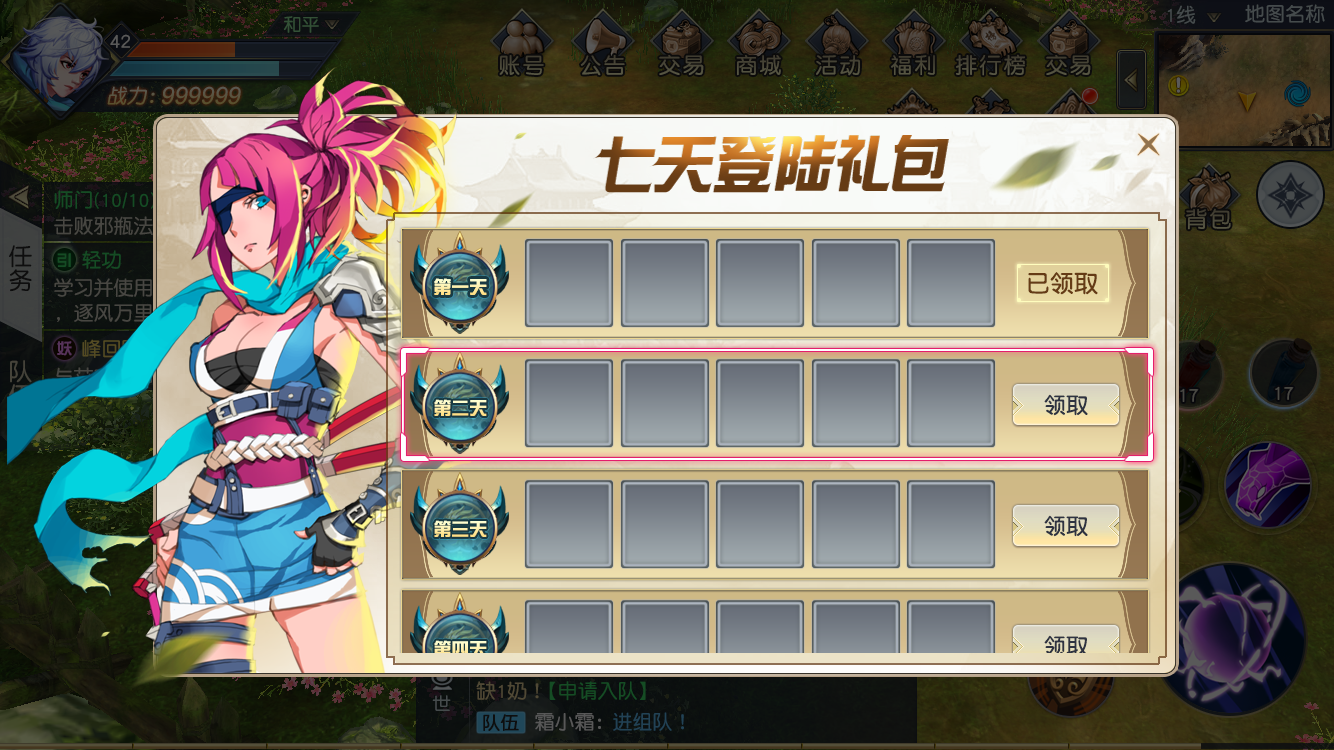 42
和平
战力: 999999
账号
公告
交易
商城
活动
福利
排行榜
交易
1线
地图名称
七天登陆礼包
师门(10/10)
击败邪瓶法
引 轻功
学习并使用
，逐风万里
妖 峰回
任务
队
背包
第一天
已领取
第二天
领取
第三天
领取
第四天
领取
17
17
世
缺1奶！【申请入队】
队伍 霜小霜：进组队！